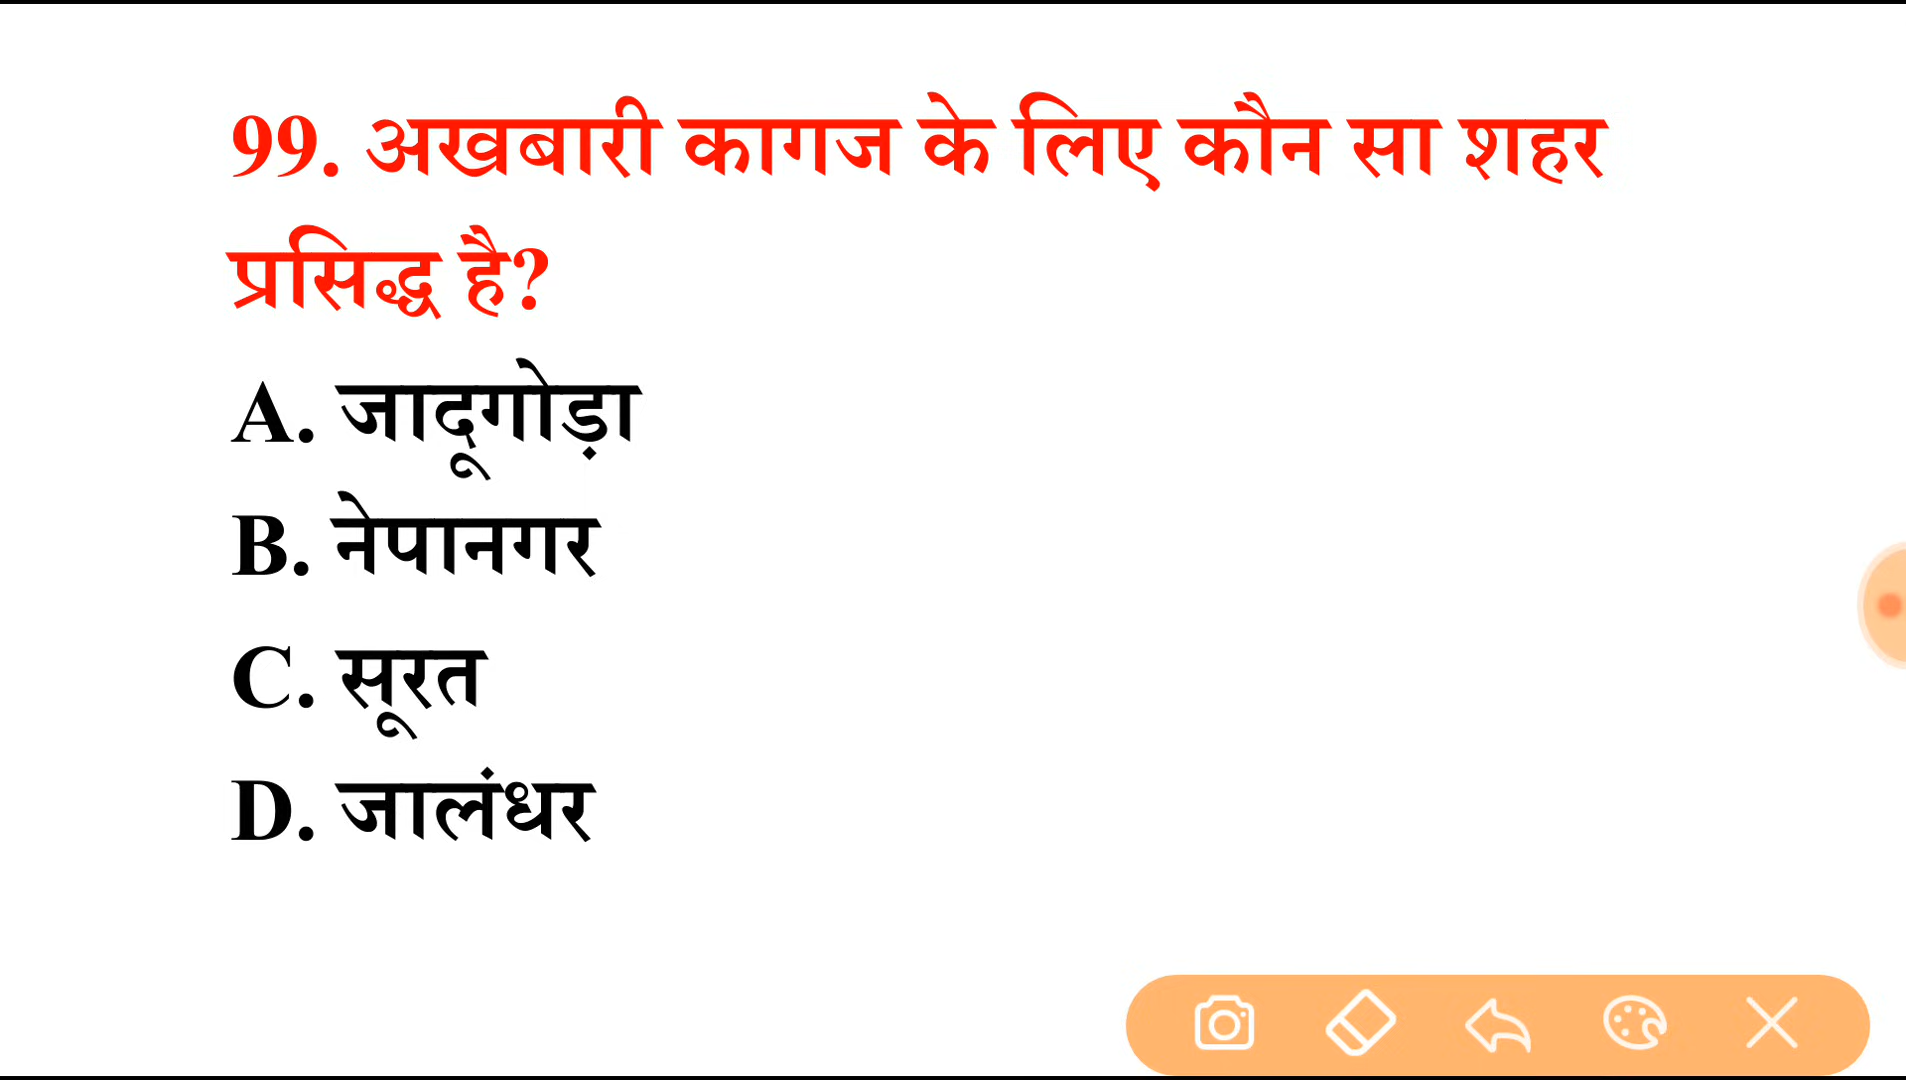 99. अखबारी कागज के लिए कौन सा शहर
प्रसिद्ध है?
A. जादूगोड़ा
B. नेपानगर
C. सूरत
D. जालंधर